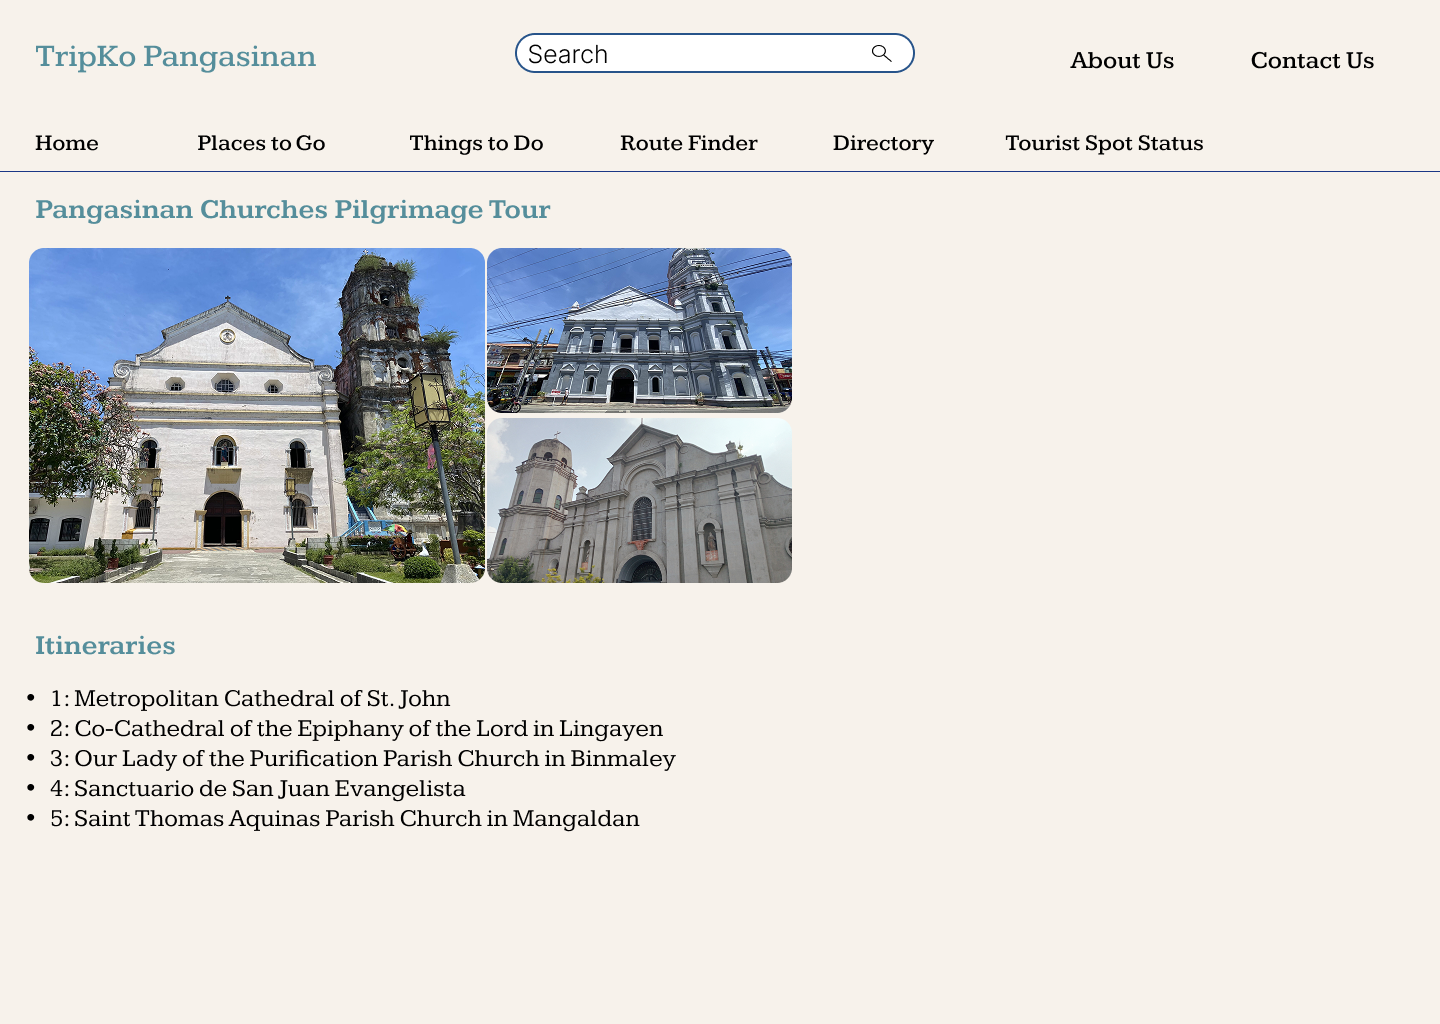 TripKo Pangasinan
Search
About Us
Contact Us
Home
Places to Go
Things to Do
Route Finder
Directory
Tourist Spot Status
Pangasinan Churches Pilgrimage Tour
Itineraries
• 1: Metropolitan Cathedral of St. John
• 2: Co-Cathedral of the Epiphany of the Lord in Lingayen
• 3: Our Lady of the Purification Parish Church in Binmaley
• 4: Sanctuario de San Juan Evangelista
• 5: Saint Thomas Aquinas Parish Church in Mangaldan